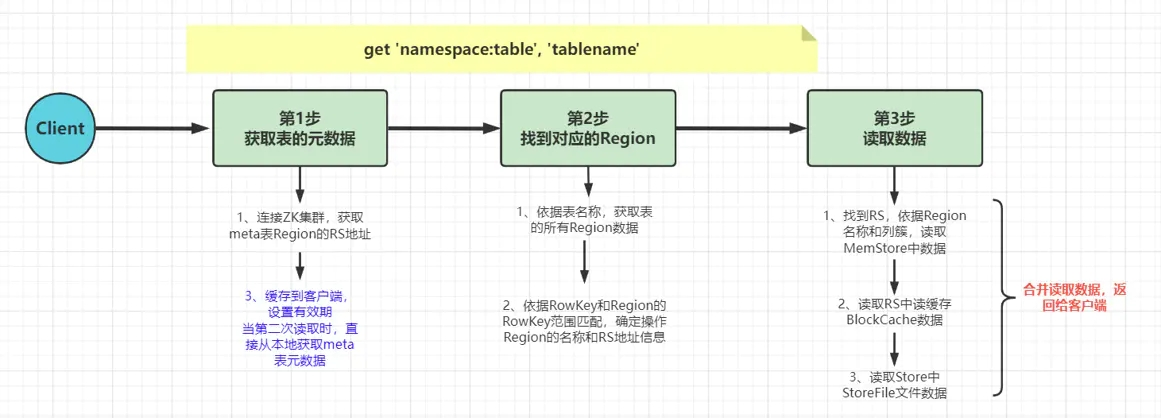 get 'namespace:table', 'tablename'
Client
第1步
获取表的元数据
第2步
找到对应的Region
第3步
读取数据
1、连接ZK集群，获取
meta表Region的RS地址
3、缓存到客户端，
设置有效期
当第二次读取时，直
接从本地获取meta
表元数据
1、依据表名称，获取表
的所有Region数据
2、依据RowKey和Region的
RowKey范围匹配，确定操作
Region的名称和RS地址信息
1、找到RS，依据Region
名称和列簇，读取
MemStore中数据
2、读取RS中读缓存
BlockCache数据
3、读取Store中
StoreFile文件数据
合并读取数据，返
回给客户端